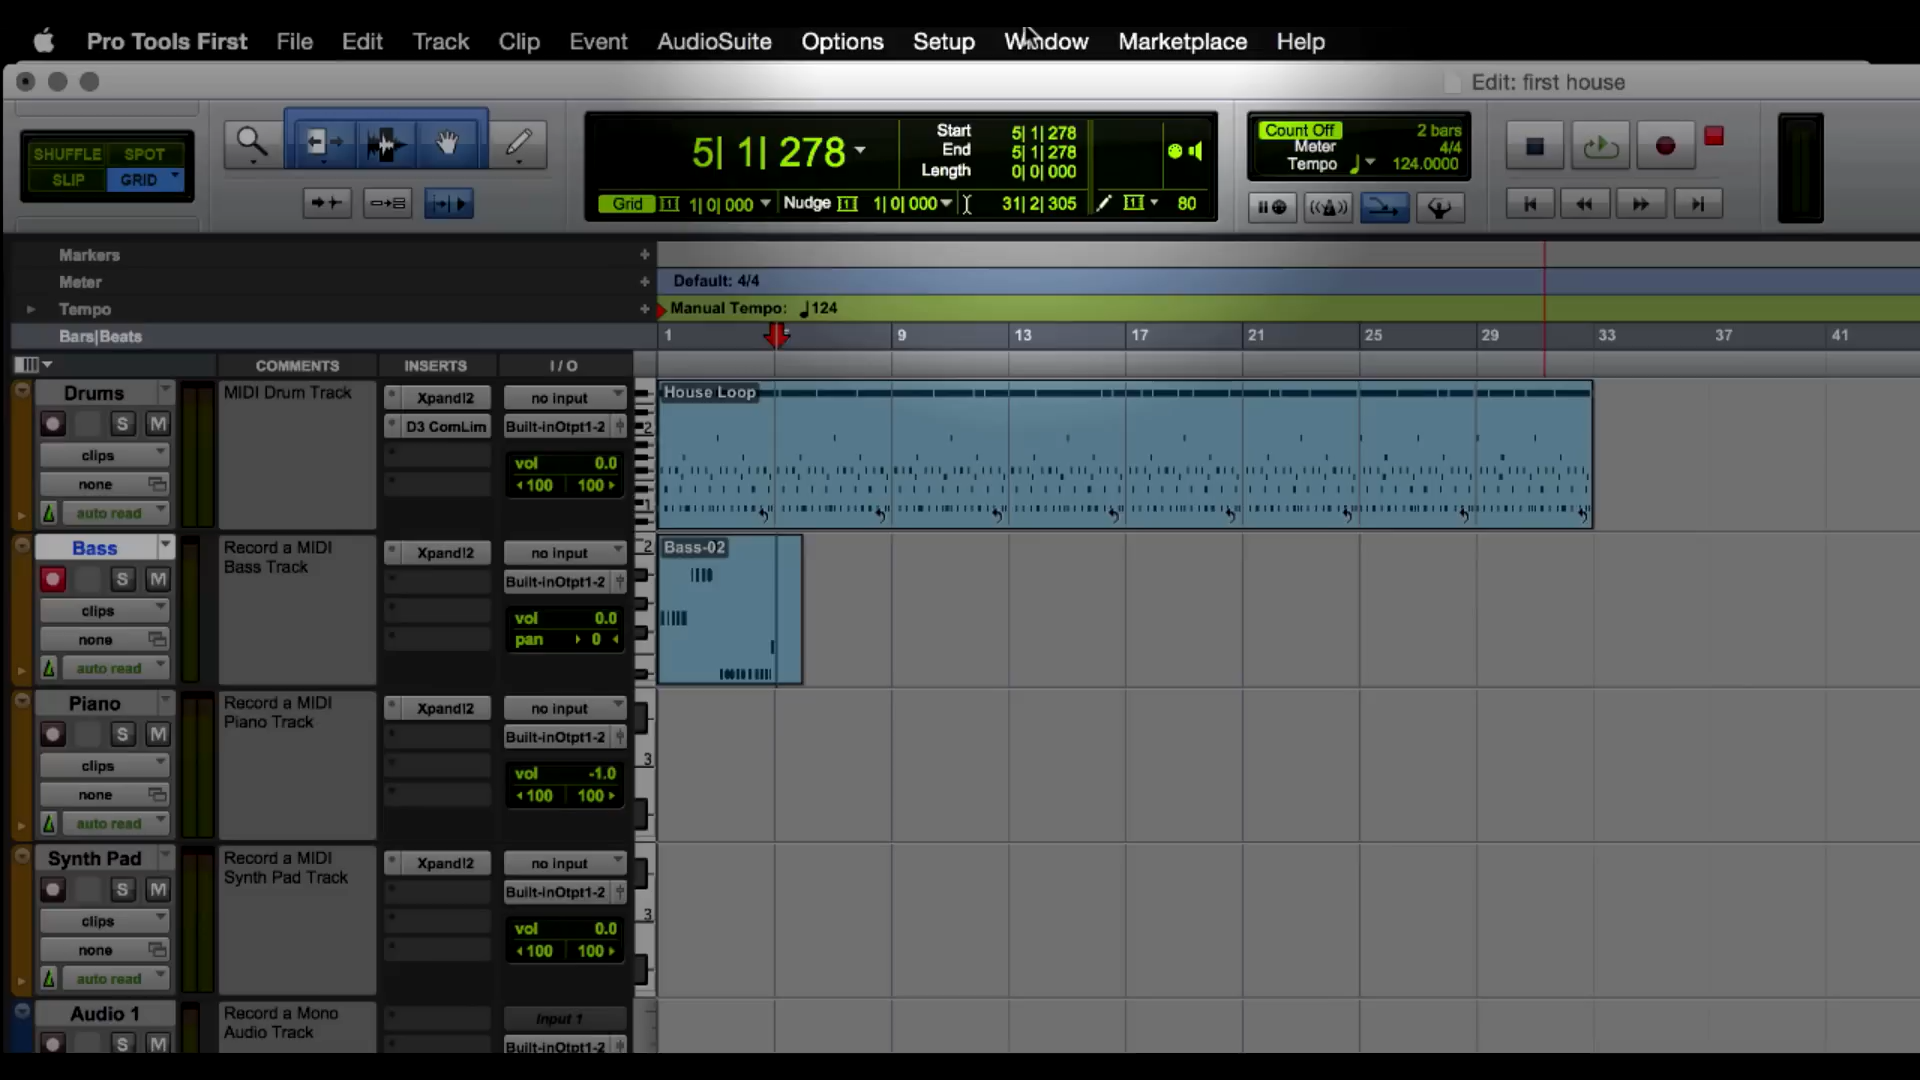 Pro Tools First File Edit Track Clip Event AudioSuite Options Setup Window Marketplace Help
Edit: first house
SHUFFLE SPOT
SLIP GRID
5| 1| 278
Start 5| 1| 278
End 5| 1| 278
Length 0| 0| 000
Grid 1| 0| 000 Nudge 1| 0| 000 31| 2| 305 80
Count Off 2 bars
Meter 4/4
Tempo 124.0000
Markers
Meter Default: 4/4
Tempo Manual Tempo: 124
Bars|Beats 1 9 13 17 21 25 29 33 37 41
COMMENTS INSERTS I / O
Drums
S M
clips
none
auto read
MIDI Drum Track
Xpand!2
D3 ComLim
no input
Built-inOtpt1-2
vol 0.0
100 100
2
1
House Loop
Bass
S M
clips
none
auto read
Record a MIDI
Bass Track
Xpand!2
no input
Built-inOtpt1-2
vol 0.0
pan 0
2
Bass-02
Piano
S M
clips
none
auto read
Record a MIDI
Piano Track
Xpand!2
no input
Built-inOtpt1-2
vol -1.0
100 100
3
Synth Pad
S M
clips
none
auto read
Record a MIDI
Synth Pad Track
Xpand!2
no input
Built-inOtpt1-2
vol 0.0
100 100
3
Audio 1
S M
Record a Mono
Audio Track
Input 1
Built-inOtpt1-2